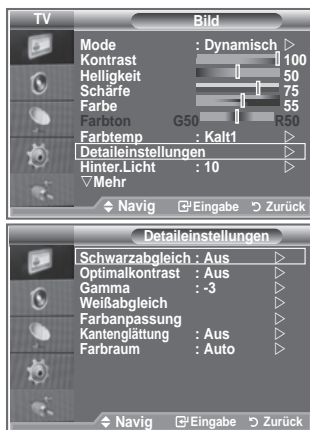 TV Bild
Mode : Dynamisch ▷
Kontrast 100
Helligkeit 50
Schärfe 75
Farbe 55
Farbton G50 R50
Farbtemp : Kalt1 ▷
Detaileinstellungen ▷
Hinter.Licht : 10 ▷
▽Mehr
Navig Eingabe Zurück
Detaileinstellungen
Schwarzabgleich : Aus ▷
Optimalkontrast : Aus ▷
Gamma : -3 ▷
Weißabgleich ▷
Farbanpassung ▷
Kantenglättung : Aus ▷
Farbraum : Auto ▷
Navig Eingabe Zurück